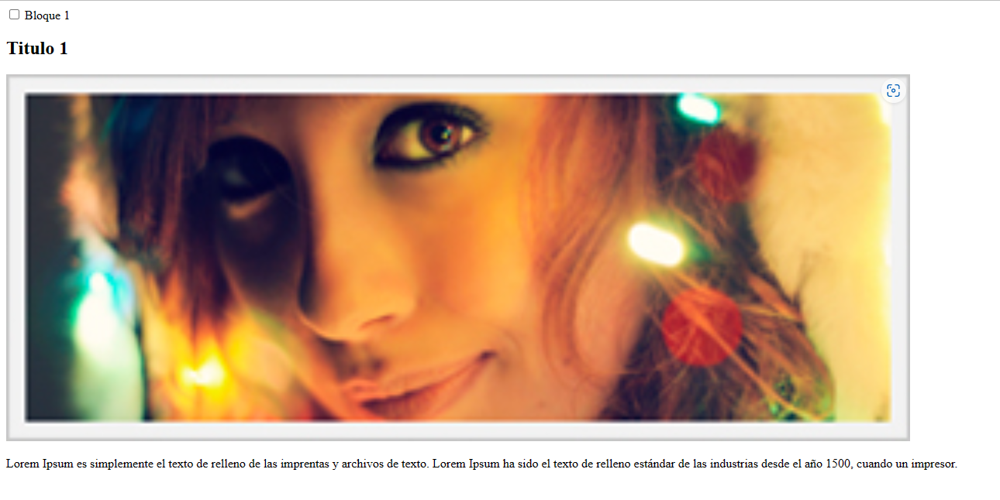 Bloque 1
Titulo 1
Lorem Ipsum es simplemente el texto de relleno de las imprentas y archivos de texto. Lorem Ipsum ha sido el texto de relleno estándar de las industrias desde el año 1500, cuando un impresor.